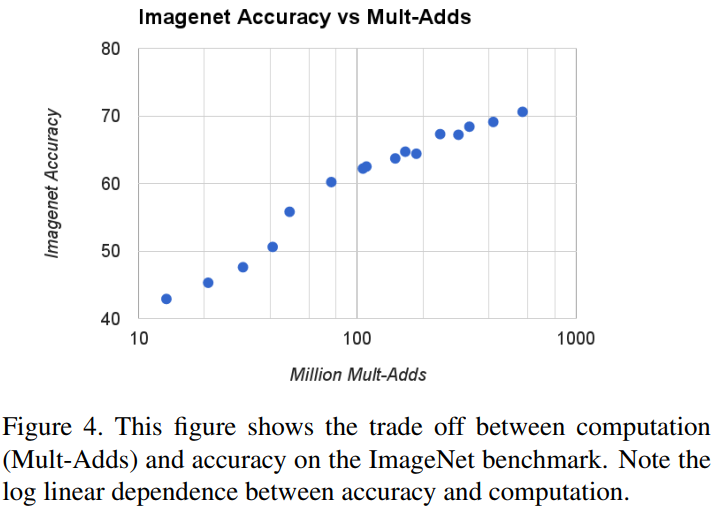 Imagenet Accuracy vs Mult-Adds
80
70
60
50
40
Imagenet Accuracy
10 100 1000
Million Mult-Adds
Figure 4. This figure shows the trade off between computation
(Mult-Adds) and accuracy on the ImageNet benchmark. Note the
log linear dependence between accuracy and computation.